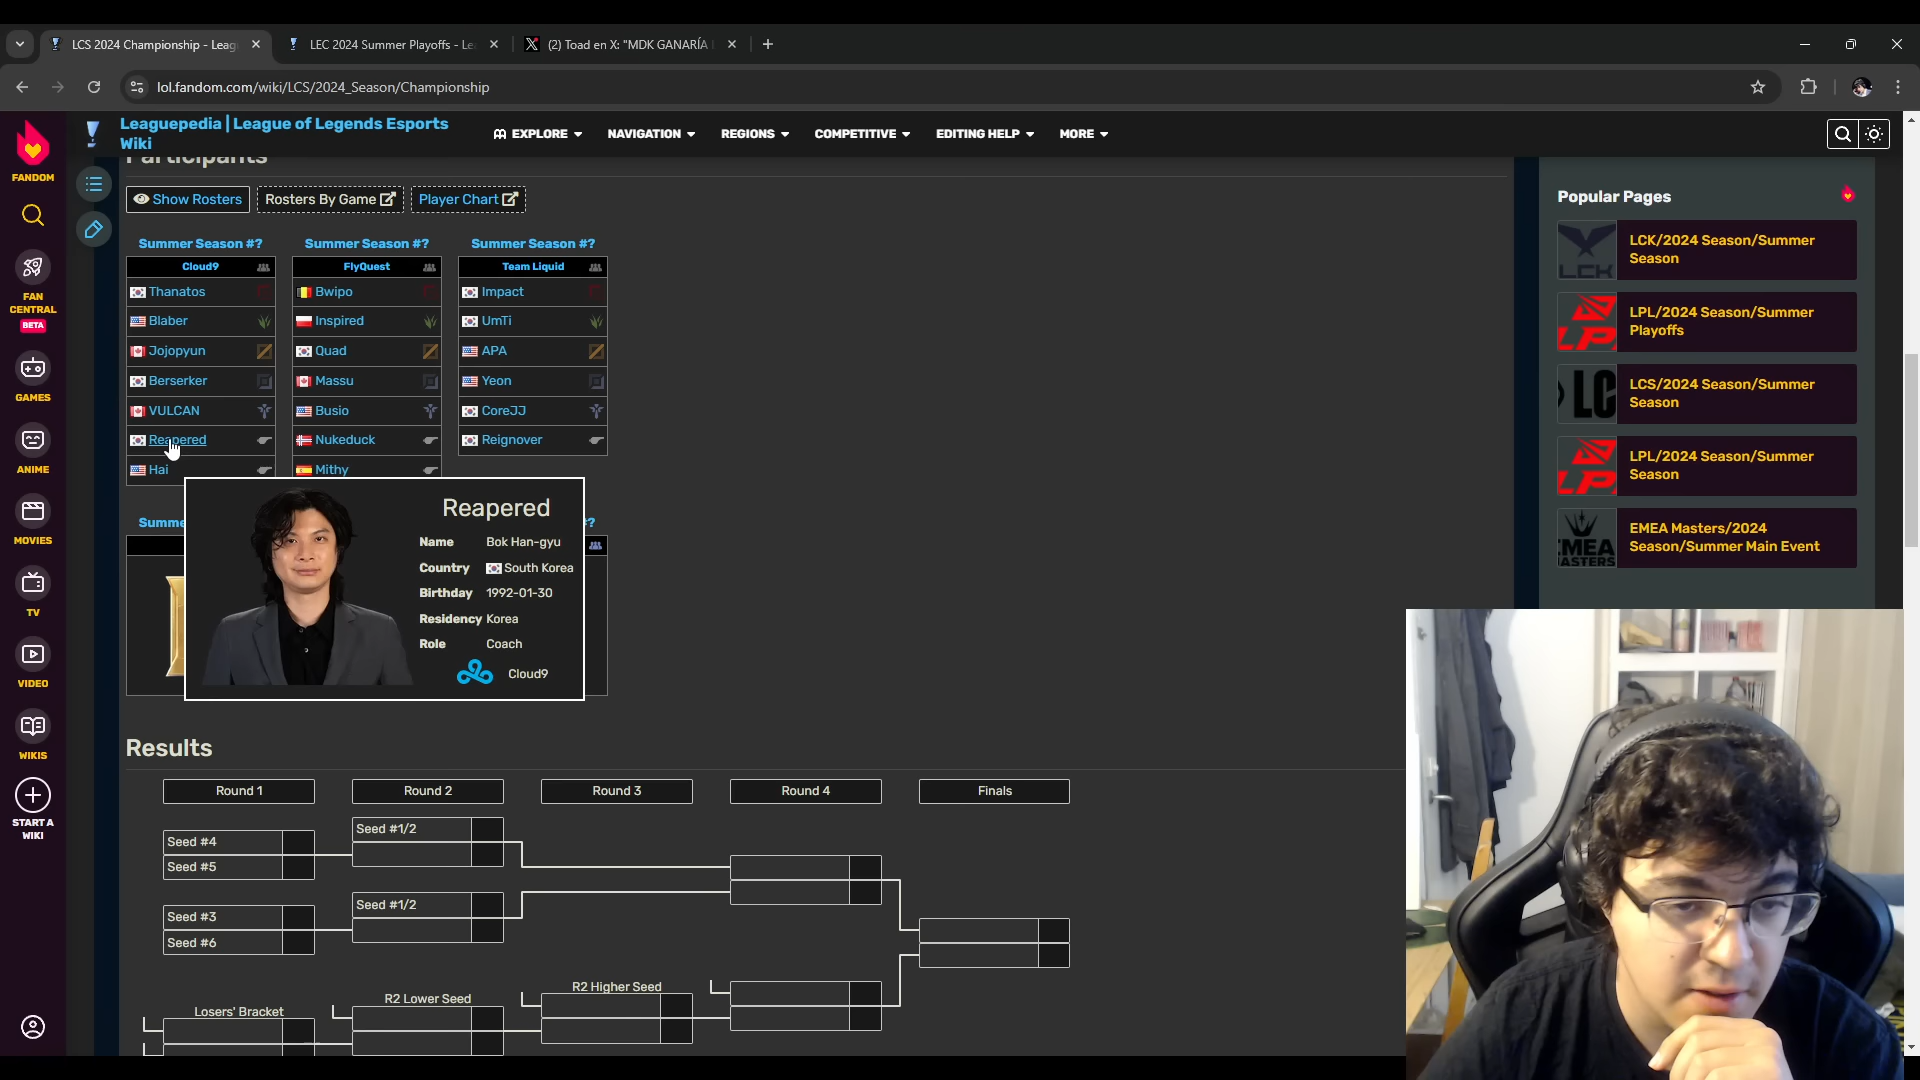 LCS 2024 Championship - Leag
LEC 2024 Summer Playoffs - Le
(2) Toad en X: "MDK GANARÍA
lol.fandom.com/wiki/LCS/2024_Season/Championship
FANDOM
FAN
CENTRAL
BETA
GAMES
ANIME
MOVIES
TV
VIDEO
WIKIS
START A
WIKI
Leaguepedia | League of Legends Esports
Wiki
EXPLORE
NAVIGATION
REGIONS
COMPETITIVE
EDITING HELP
MORE
Participants
Show Rosters
Rosters By Game
Player Chart
Summer Season #?
Cloud9
Thanatos
Blaber
Jojopyun
Berserker
VULCAN
Reapered
Hai
Summer Season #?
FlyQuest
Bwipo
Inspired
Quad
Massu
Busio
Nukeduck
Mithy
Summer Season #?
Team Liquid
Impact
UmTi
APA
Yeon
CoreJJ
Reignover
Summe
#?
Reapered
Name Bok Han-gyu
Country South Korea
Birthday 1992-01-30
Residency Korea
Role Coach
Cloud9
Results
Round 1
Round 2
Round 3
Round 4
Finals
Seed #4
Seed #5
Seed #3
Seed #6
Seed #1/2
Seed #1/2
Losers' Bracket
R2 Lower Seed
R2 Higher Seed
Popular Pages
LCK
LCK/2024 Season/Summer
Season
LPL/2024 Season/Summer
Playoffs
LC
LCS/2024 Season/Summer
Season
LPL/2024 Season/Summer
Season
EMEA
MASTERS
EMEA Masters/2024
Season/Summer Main Event